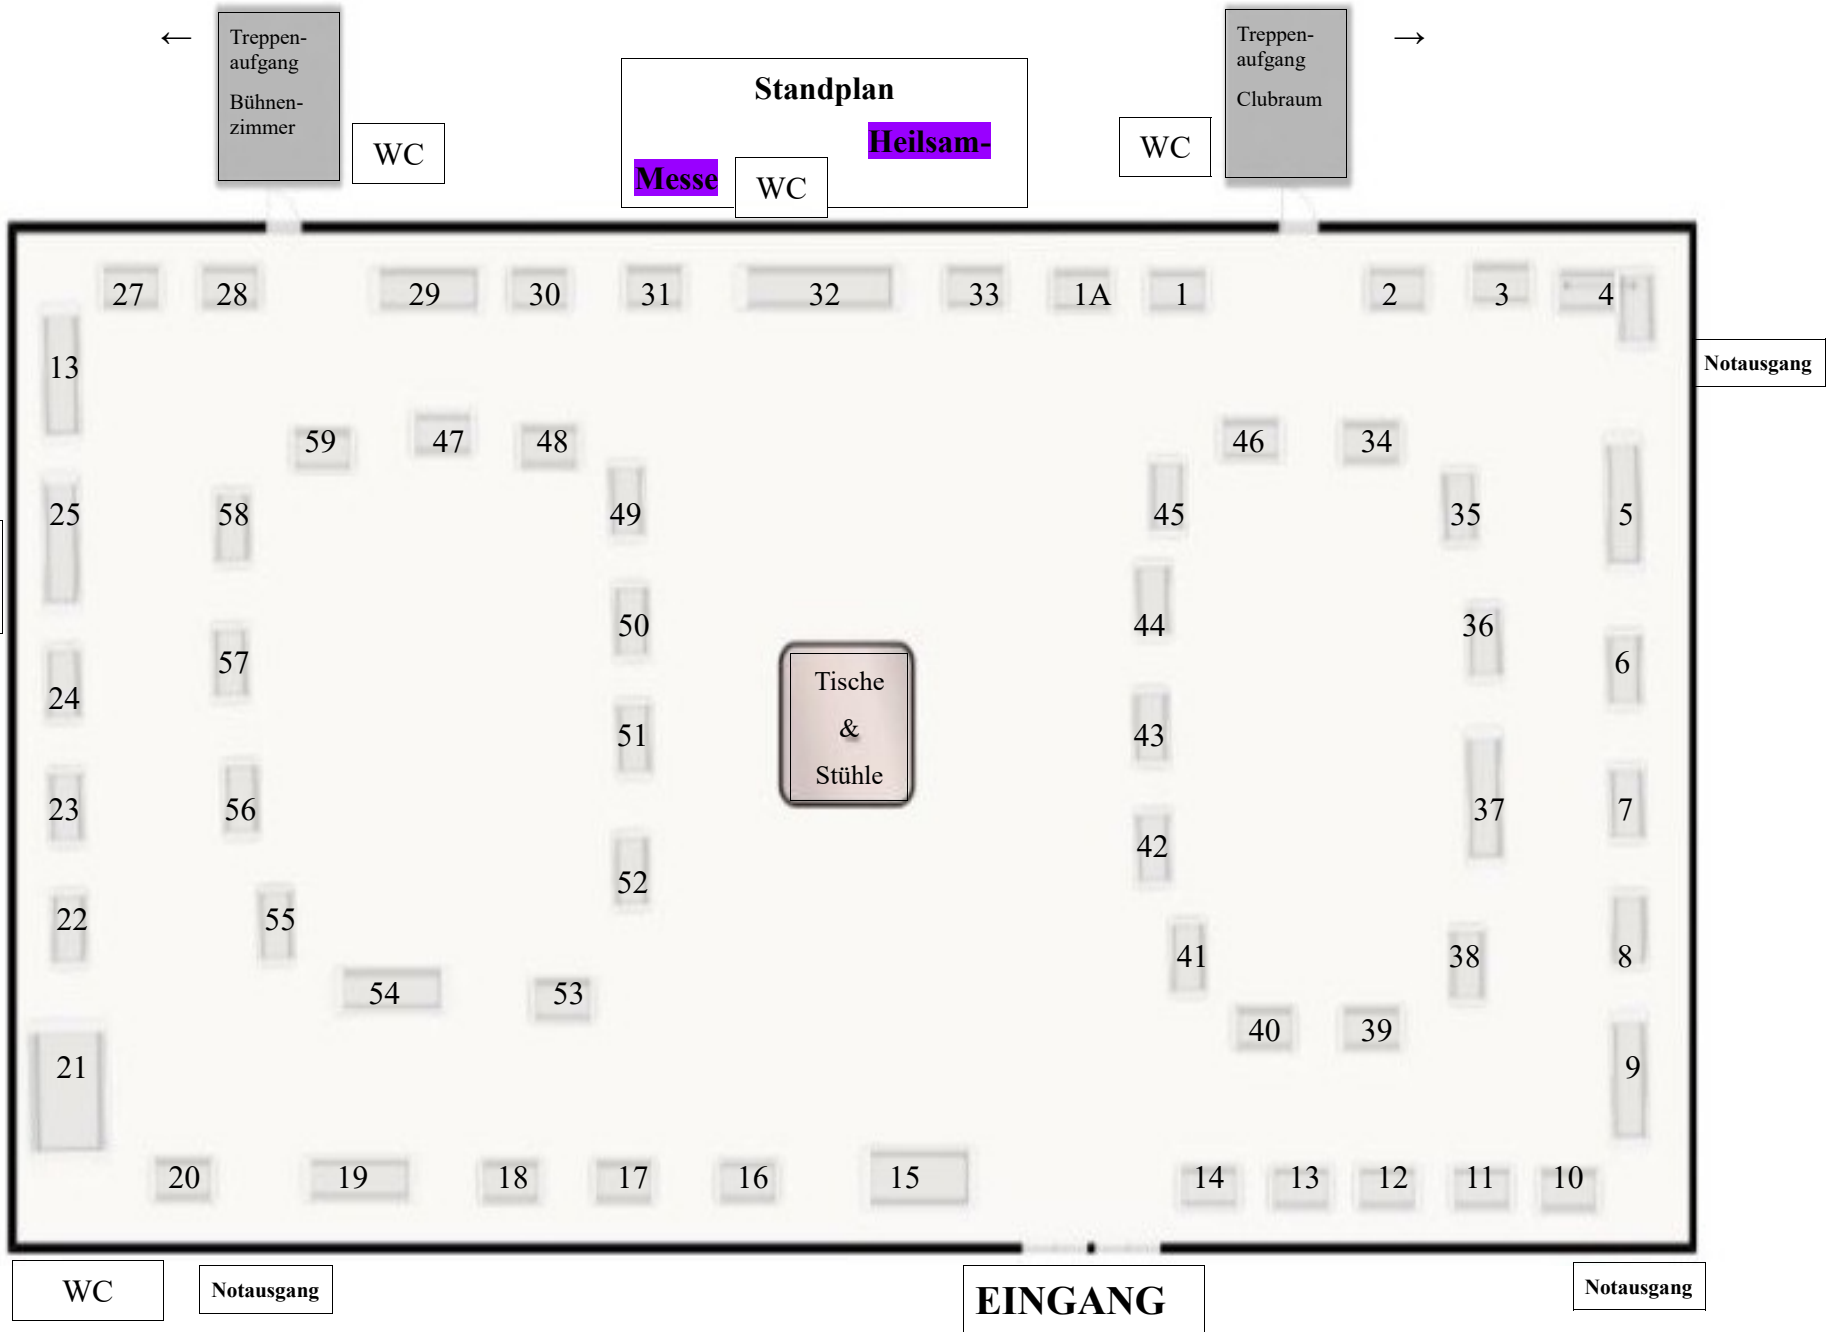 ←
Treppen-
aufgang
Bühnen-
zimmer
WC
Standplan
Heilsam-
Messe
WC
WC
Treppen-
aufgang
Clubraum
→
27 28 29 30 31 32 33 1A 1 2 3 4
Notausgang
13
59 47 48 46 34
25 58 49 45 35 5
50 44 36
57 6
24
Tische
&
Stühle
51 43
23 56 37 7
42
52
22 55
41 38 8
54 53
40 39
21 9
20 19 18 17 16 15 14 13 12 11 10
WC
Notausgang
EINGANG
Notausgang